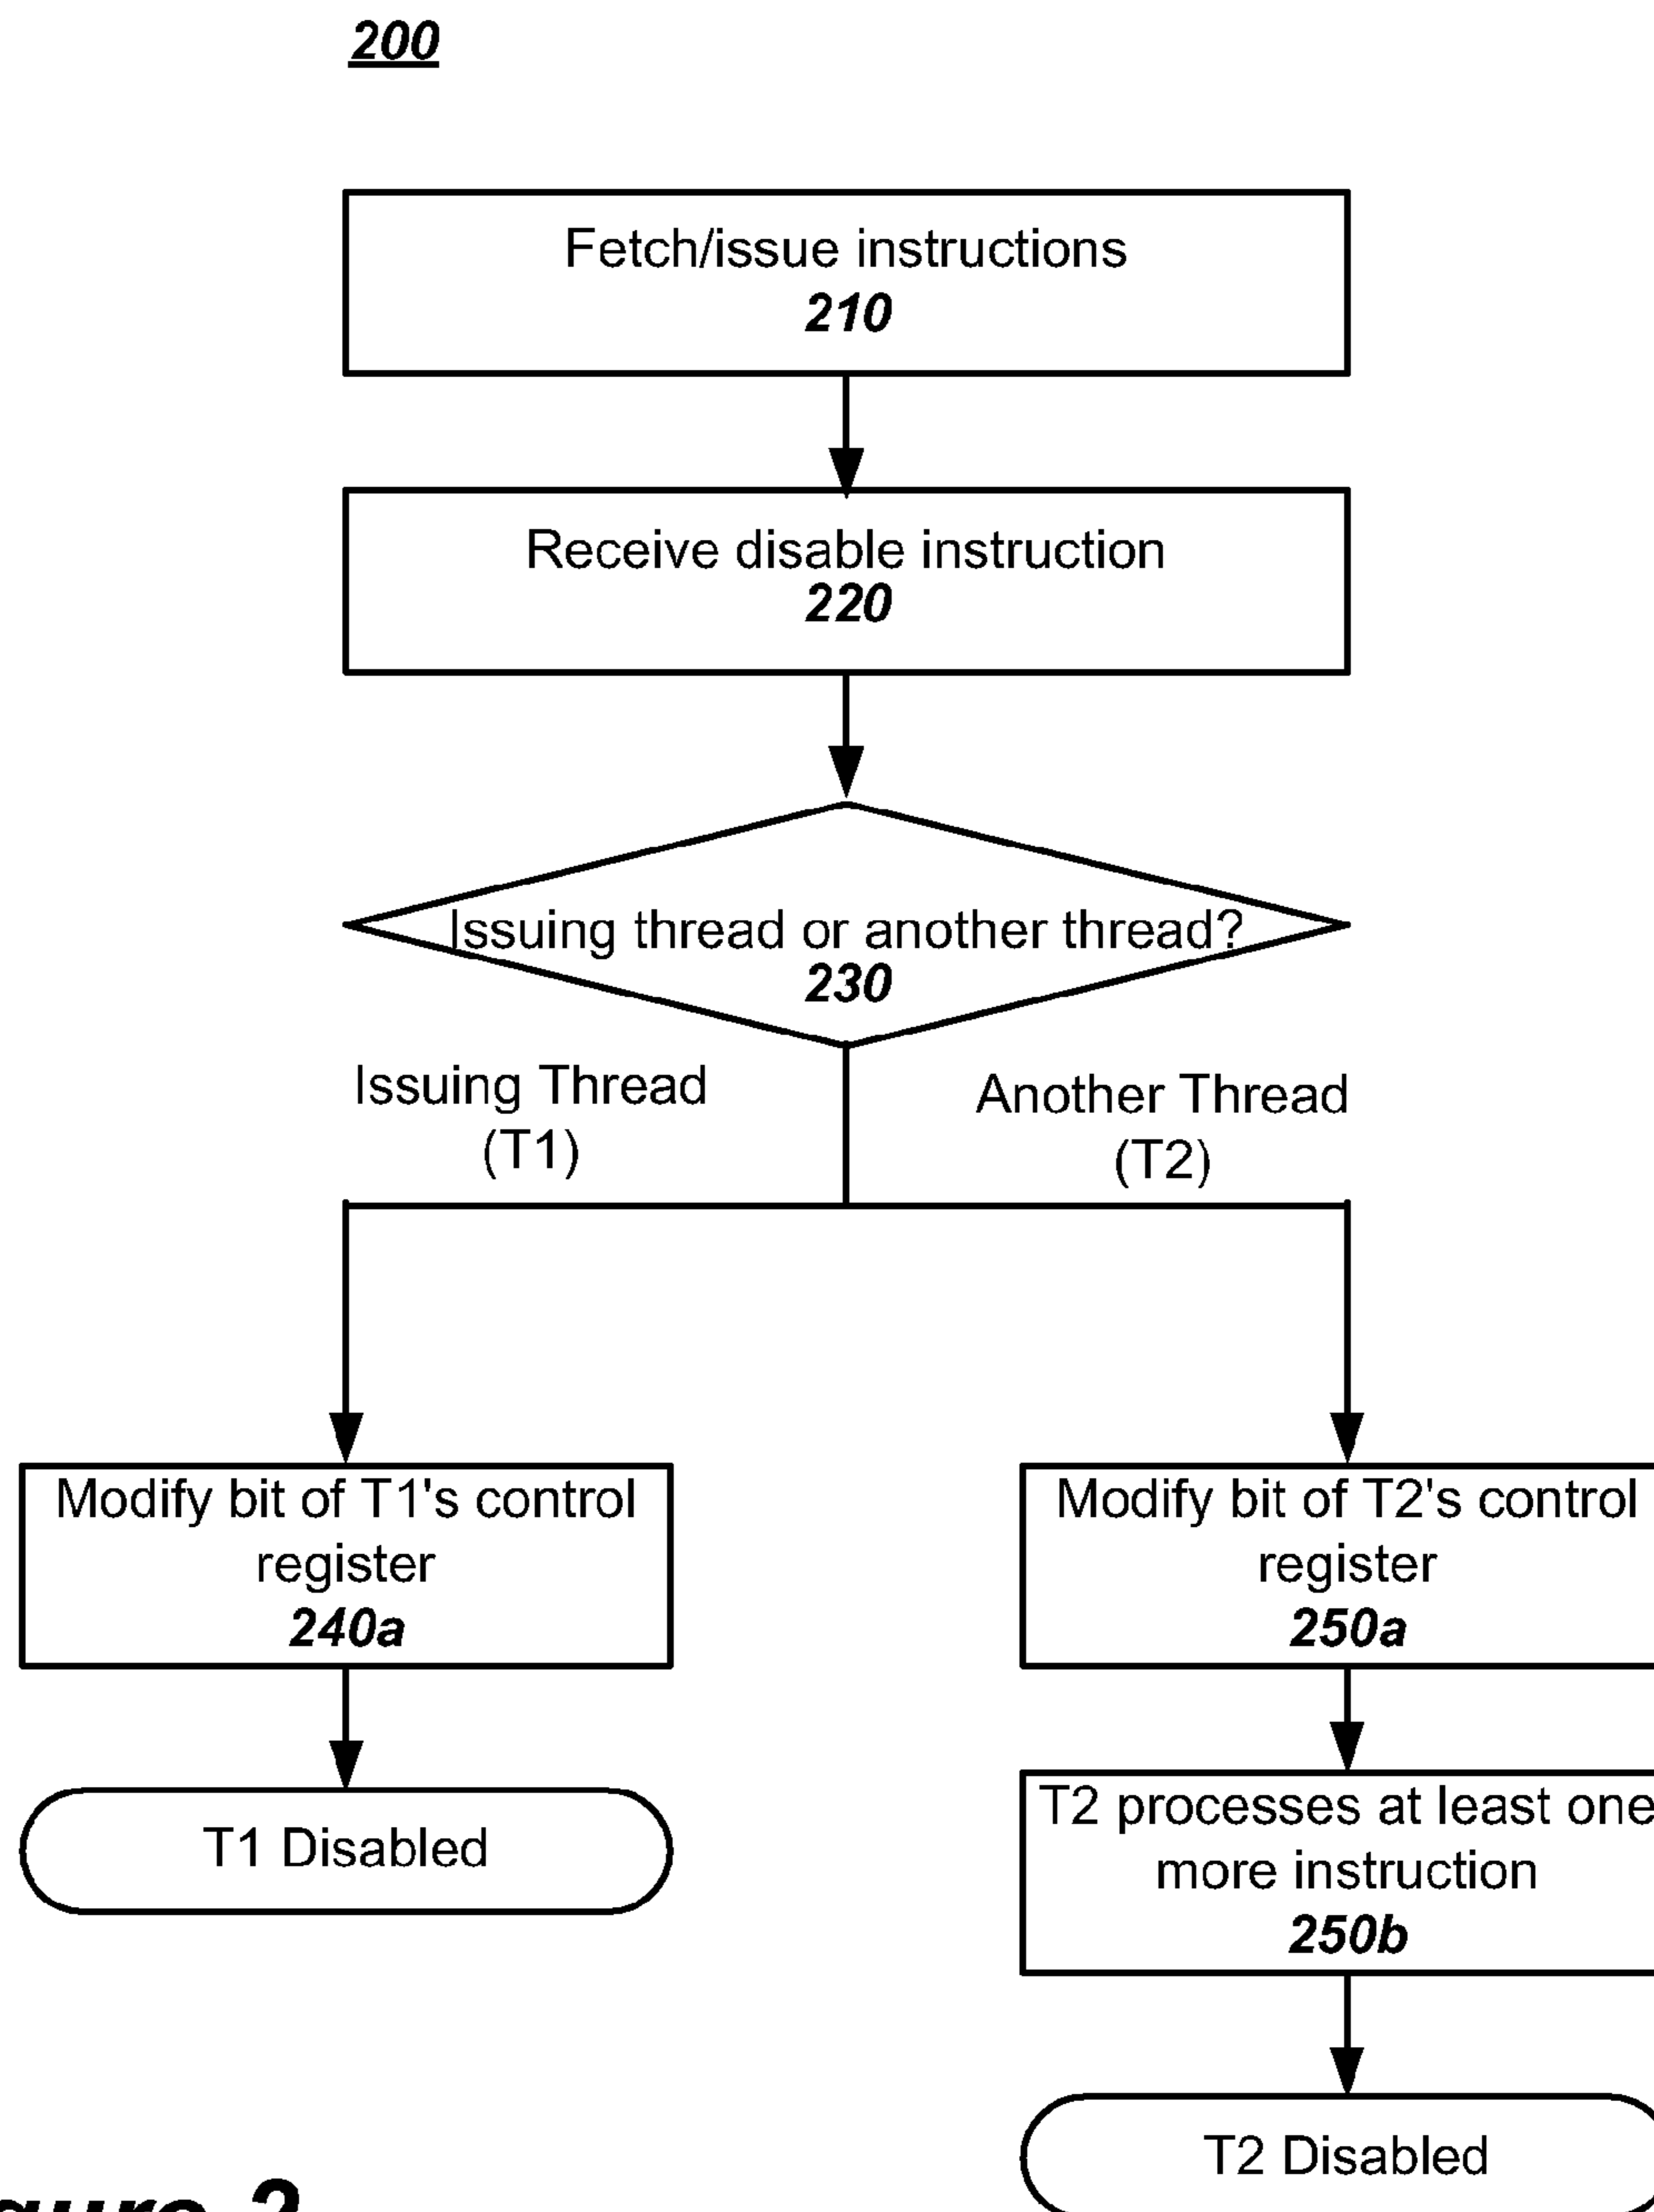 200
Fetch/issue instructions
210
Receive disable instruction
220
Issuing thread or another thread?
230
Issuing Thread
(T1)
Another Thread
(T2)
Modify bit of T1's control
register
240a
T1 Disabled
Modify bit of T2's control
register
250a
T2 processes at least one
more instruction
250b
T2 Disabled